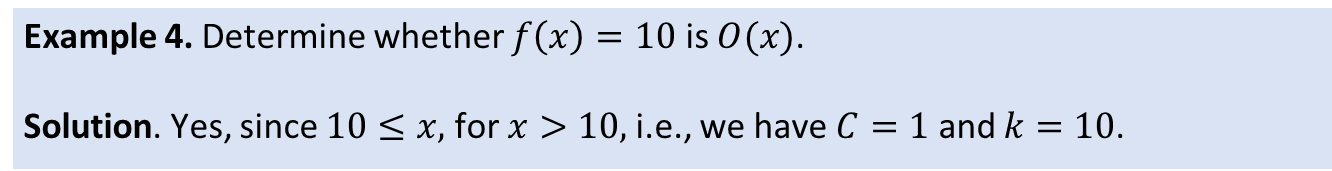 Example 4. Determine whether f(x) = 10 is O(x).
Solution. Yes, since 10 ≤ x, for x > 10, i.e., we have C = 1 and k = 10.